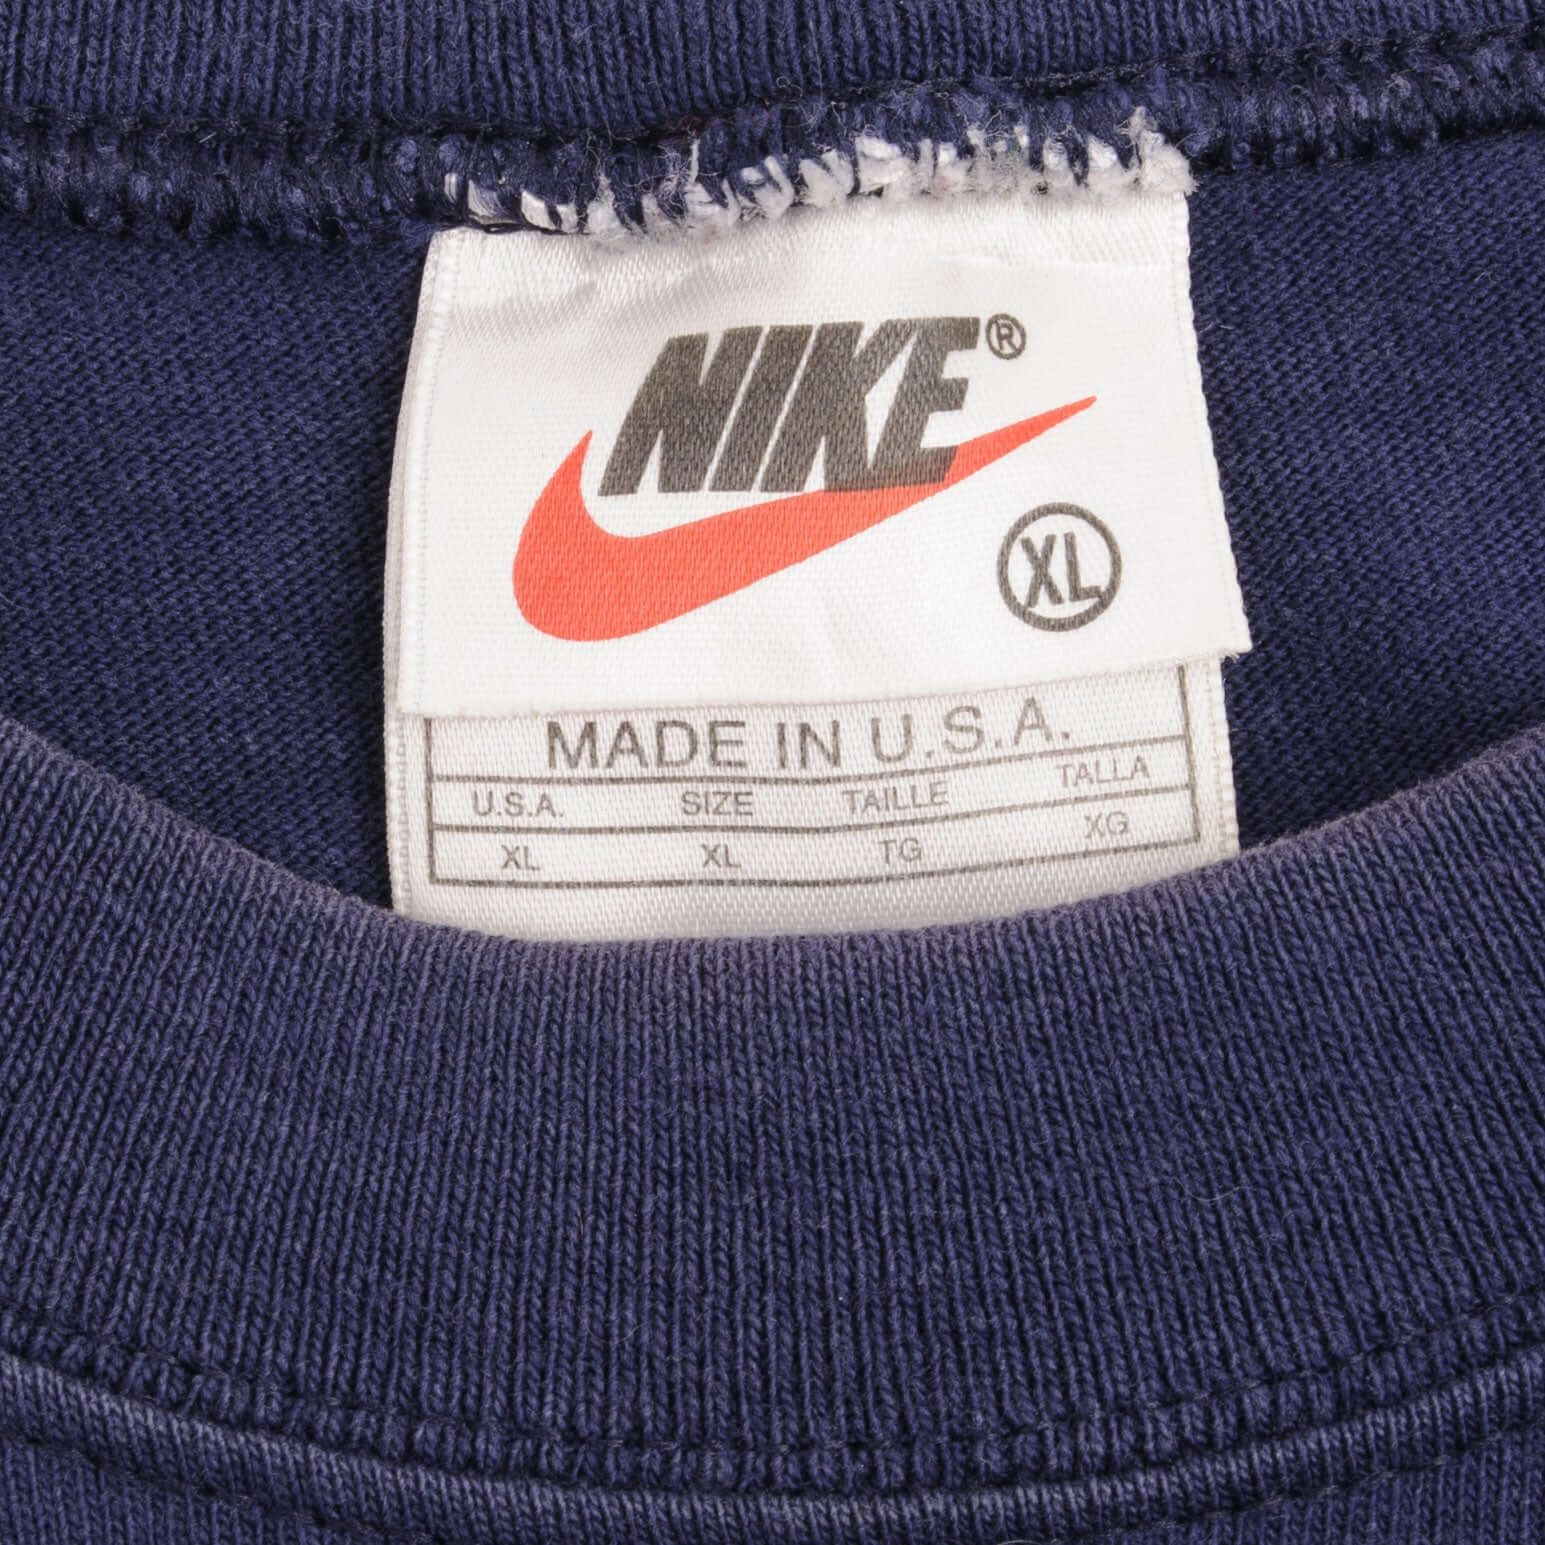 NIKE®
XL
MADE IN U.S.A.
U.S.A. SIZE TAILLE TALLA
XL XL TG XG